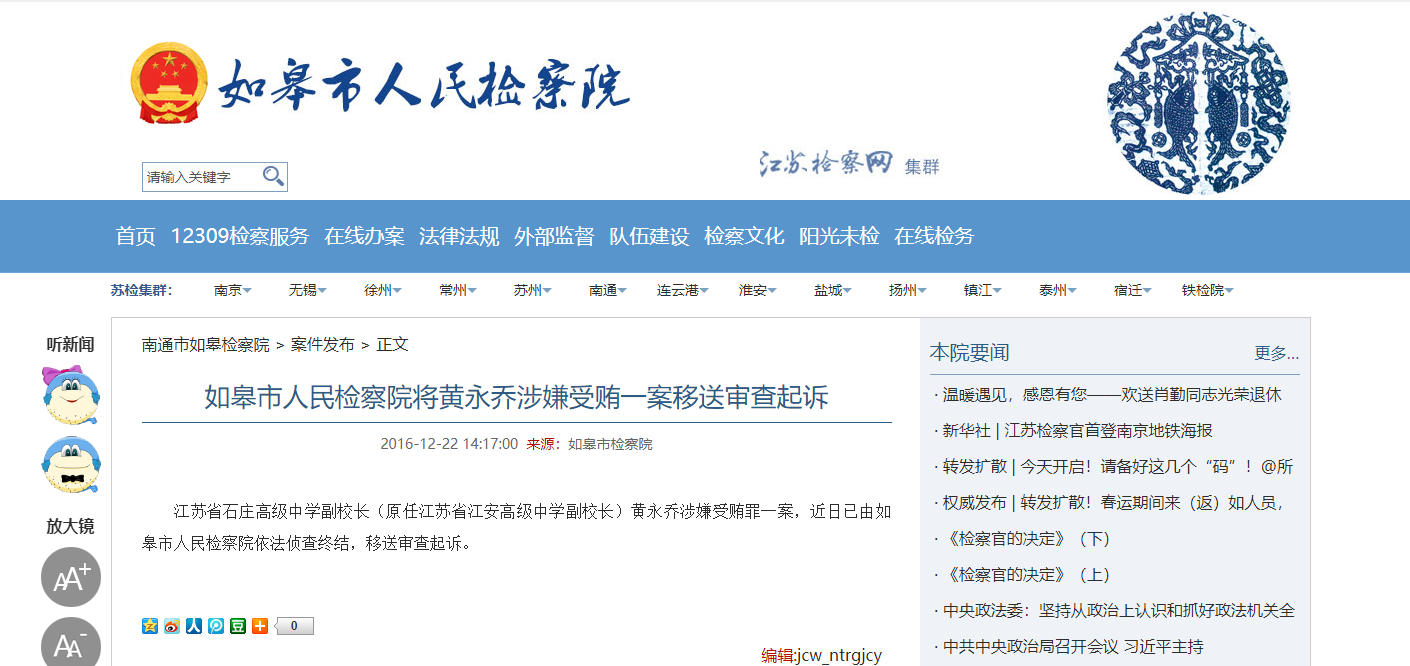 如皋市人民检察院
请输入关键字
江苏检察网 集群
首页 12309检察服务 在线办案 法律法规 外部监督 队伍建设 检察文化 阳光未检 在线检务
苏检集群： 南京 无锡 徐州 常州 苏州 南通 连云港 淮安 盐城 扬州 镇江 泰州 宿迁 铁检院
听新闻
放大镜
AA+
AA-
南通市如皋检察院 > 案件发布 > 正文
如皋市人民检察院将黄永乔涉嫌受贿一案移送审查起诉
2016-12-22 14:17:00 来源：如皋市检察院
江苏省石庄高级中学副校长（原任江苏省江安高级中学副校长）黄永乔涉嫌受贿罪一案，近日已由如
皋市人民检察院依法侦查终结，移送审查起诉。
豆
0
编辑:jcw_ntrgjcy
本院要闻 更多...
· 温暖遇见，感恩有您——欢送肖勤同志光荣退休
· 新华社 | 江苏检察官首登南京地铁海报
· 转发扩散 | 今天开启！请备好这几个“码”！@所
· 权威发布 | 转发扩散！春运期间来（返）如人员，
· 《检察官的决定》（下）
· 《检察官的决定》（上）
· 中央政法委：坚持从政治上认识和抓好政法机关全
· 中共中央政治局召开会议 习近平主持